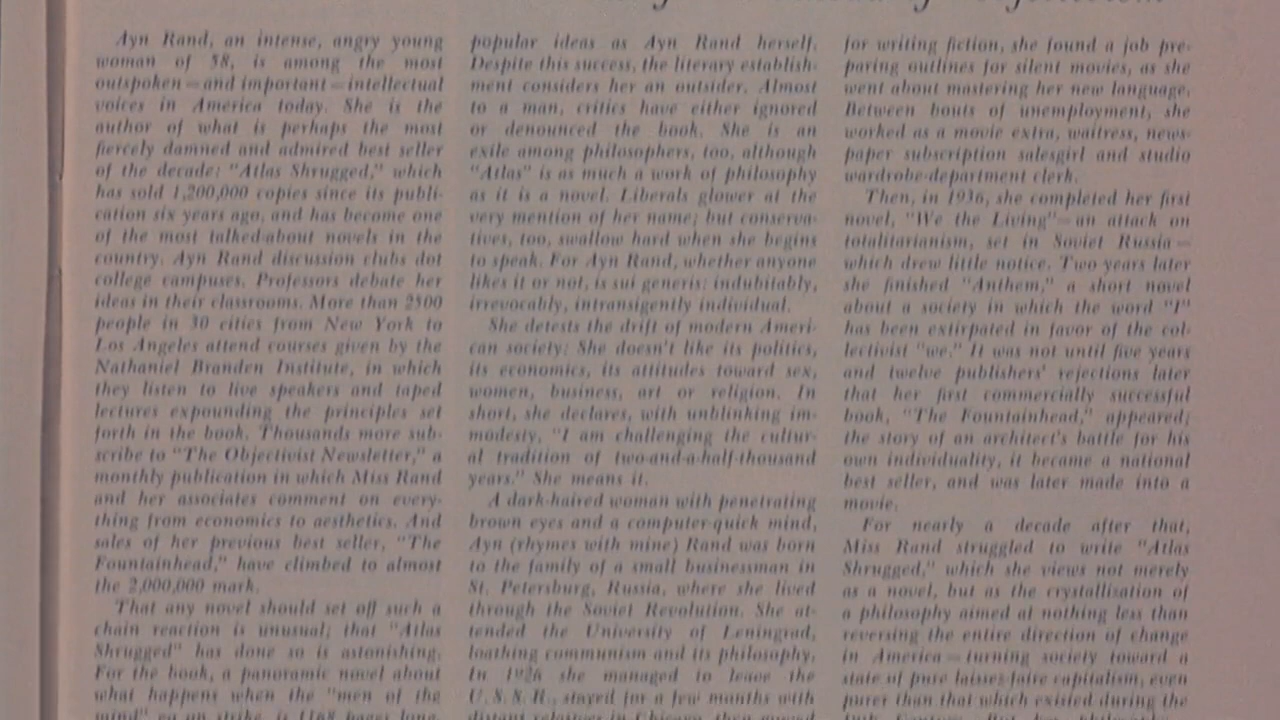 Ayn Rand, an intense, angry young
woman of 58, is among the most
outspoken—and important—intellectual
voices in America today. She is the
author of what is perhaps the most
fiercely damned and admired best seller
of the decade: "Atlas Shrugged," which
has sold 1,200,000 copies since its publi-
cation six years ago, and has become one
of the most talked-about novels in the
country. Ayn Rand discussion clubs dot
college campuses. Professors debate her
ideas in their classrooms. More than 2500
people in 30 cities from New York to
Los Angeles attend courses given by the
Nathaniel Branden Institute, in which
they listen to live speakers and taped
lectures expounding the principles set
forth in the book. Thousands more sub-
scribe to "The Objectivist Newsletter," a
monthly publication in which Miss Rand
and her associates comment on every-
thing from economics to aesthetics. And
sales of her previous best seller, "The
Fountainhead," have climbed to almost
the 2,000,000 mark.
That any novel should set off such a
chain reaction is unusual; that "Atlas
Shrugged" has done so is astonishing.
For the book, a panoramic novel about
what happens when the "men of the
mind" go on strike, is 1168 pages long.
popular ideas as Ayn Rand herself.
Despite this success, the literary establish-
ment considers her an outsider. Almost
to a man, critics have either ignored
or denounced the book. She is an
exile among philosophers, too, although
"Atlas" is as much a work of philosophy
as it is a novel. Liberals glower at the
very mention of her name; but conserva-
tives, too, swallow hard when she begins
to speak. For Ayn Rand, whether anyone
likes it or not, is sui generis: indubitably,
irrevocably, intransigently individual.
She detests the drift of modern Ameri-
can society: She doesn't like its politics,
its economics, its attitudes toward sex,
women, business, art or religion. In
short, she declares, with unblinking im-
modesty, "I am challenging the cultur-
al tradition of two-and-a-half-thousand
years." She means it.
A dark-haired woman with penetrating
brown eyes and a computer-quick mind,
Ayn (rhymes with mine) Rand was born
to the family of a small businessman in
St. Petersburg, Russia, where she lived
through the Soviet Revolution. She at-
tended the University of Leningrad,
loathing communism and its philosophy.
In 1926 she managed to leave the
U.S.S.R., stayed for a few months with
distant relatives in Chicago, then moved
for writing fiction, she found a job pre-
paring outlines for silent movies, as she
went about mastering her new language.
Between bouts of unemployment, she
worked as a movie extra, waitress, news-
paper subscription salesgirl and studio
wardrobe-department clerk.
Then, in 1936, she completed her first
novel, "We the Living"—an attack on
totalitarianism, set in Soviet Russia—
which drew little notice. Two years later
she finished "Anthem," a short novel
about a society in which the word "I"
has been extirpated in favor of the col-
lectivist "we." It was not until five years
and twelve publishers' rejections later
that her first commercially successful
book, "The Fountainhead," appeared;
the story of an architect's battle for his
own individuality, it became a national
best seller, and was later made into a
movie.
For nearly a decade after that,
Miss Rand struggled to write "Atlas
Shrugged," which she views not merely
as a novel, but as the crystallization of
a philosophy aimed at nothing less than
reversing the entire direction of change
in America—turning society toward a
state of pure laissez-faire capitalism, even
purer than that which existed during the